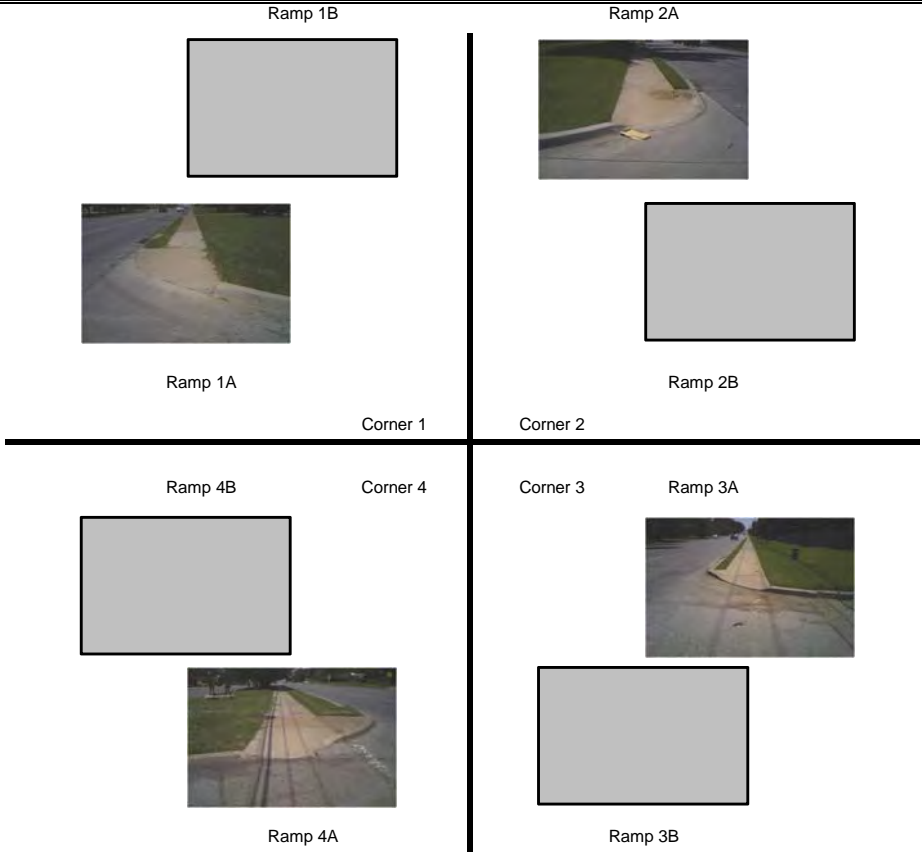 Ramp 1B
Ramp 2A
Ramp 1A
Ramp 2B
Corner 1
Corner 2
Ramp 4B
Corner 4
Corner 3
Ramp 3A
Ramp 4A
Ramp 3B